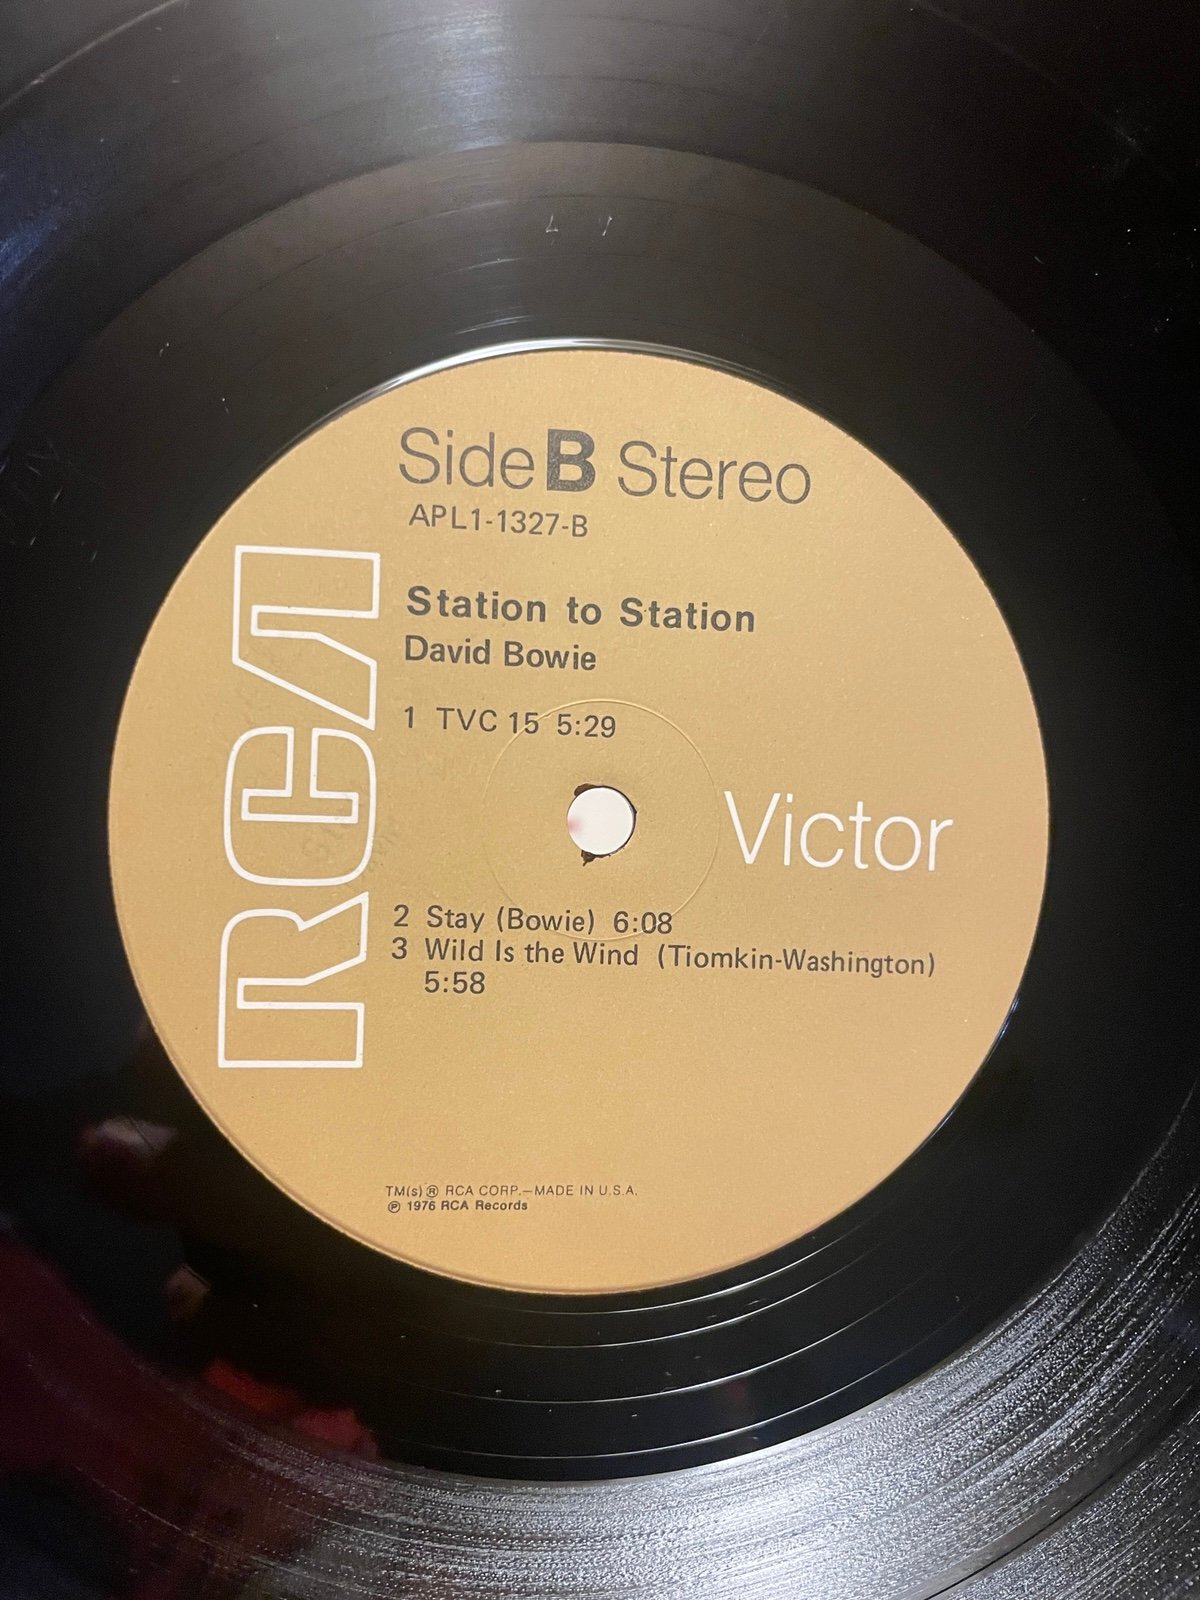 Side B Stereo
APL1-1327-B
Station to Station
David Bowie
1 TVC 15 5:29
RCA
Victor
2 Stay (Bowie) 6:08
3 Wild Is the Wind (Tiomkin-Washington)
5:58
TM(s) ® RCA CORP.—MADE IN U.S.A.
℗ 1976 RCA Records